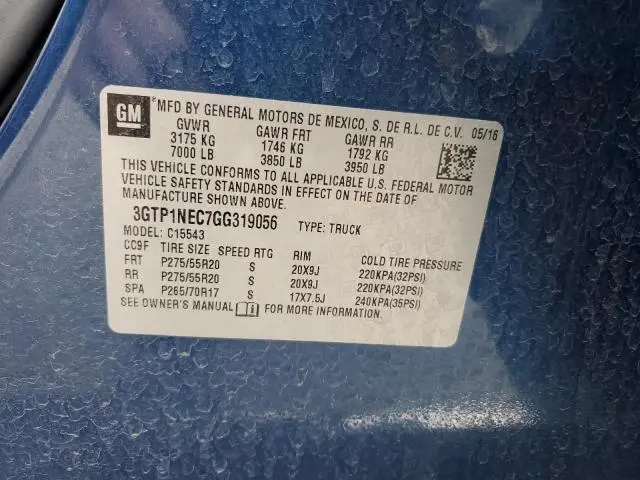 GM *MFD BY GENERAL MOTORS DE MEXICO, S. DE R.L. DE C.V. 05/16
GVWR GAWR FRT GAWR RR
3175 KG 1746 KG 1792 KG
7000 LB 3850 LB 3950 LB
THIS VEHICLE CONFORMS TO ALL APPLICABLE U.S. FEDERAL MOTOR
VEHICLE SAFETY STANDARDS IN EFFECT ON THE DATE OF
MANUFACTURE SHOWN ABOVE.
3GTP1NEC7GG319056 TYPE: TRUCK
MODEL: C15543
CC9F TIRE SIZE SPEED RTG RIM COLD TIRE PRESSURE
FRT P275/55R20 S 20X9J 220KPA(32PSI)
RR P275/55R20 S 20X9J 220KPA(32PSI)
SPA P265/70R17 S 17X7.5J 240KPA(35PSI)
SEE OWNER'S MANUAL FOR MORE INFORMATION.